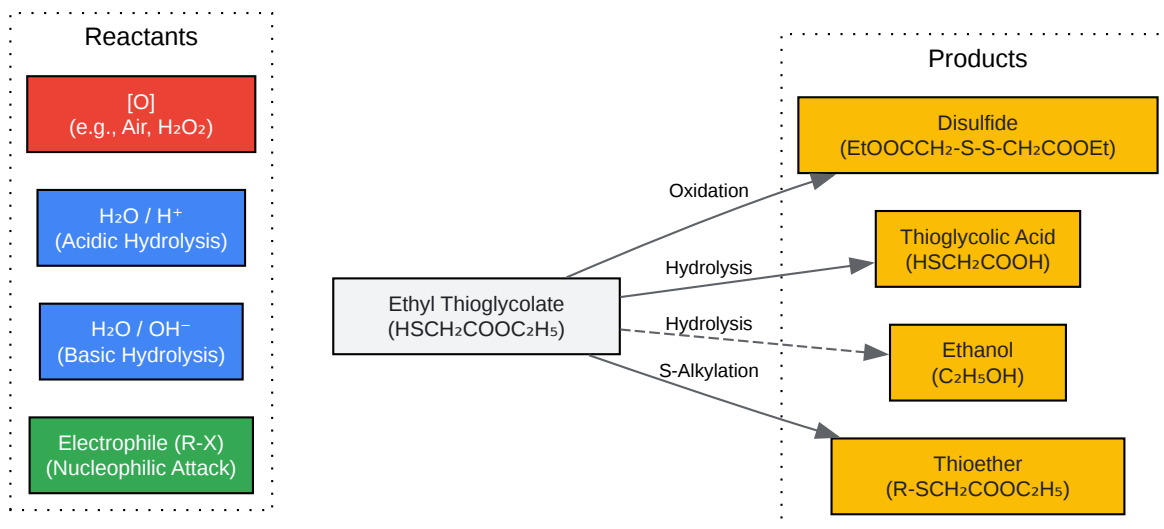 Reactants
[O]
(e.g., Air, H₂O₂)
H₂O / H⁺
(Acidic Hydrolysis)
H₂O / OH⁻
(Basic Hydrolysis)
Electrophile (R-X)
(Nucleophilic Attack)
Ethyl Thioglycolate
(HSCH₂COOC₂H₅)
Oxidation
Hydrolysis
Hydrolysis
S-Alkylation
Products
Disulfide
(EtOOCCH₂-S-S-CH₂COOEt)
Thioglycolic Acid
(HSCH₂COOH)
Ethanol
(C₂H₅OH)
Thioether
(R-SCH₂COOC₂H₅)